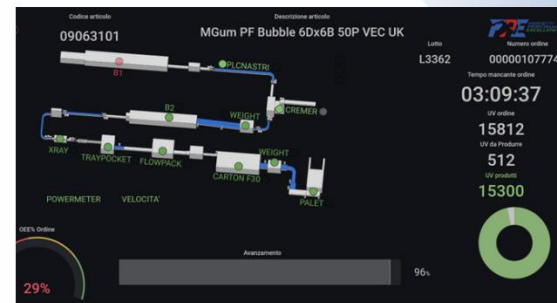 Codice articolo
09063101
Descrizione articolo
MGum PF Bubble 6Dx6B 50P VEC UK
Lotto
L3362
Numero ordine
00000107774
Tempo mancante ordine
03:09:37
UV ordine
15812
UV da Produrre
512
UV prodotti
15300
B1
PLCNASTRI
B2
WEIGHT
CREMER
XRAY
TRAYPOCKET
FLOWPACK
WEIGHT
CARTON F30
PALET
POWERMETER
VELOCITA'
OEE% Ordine
29%
Avanzamento
96%